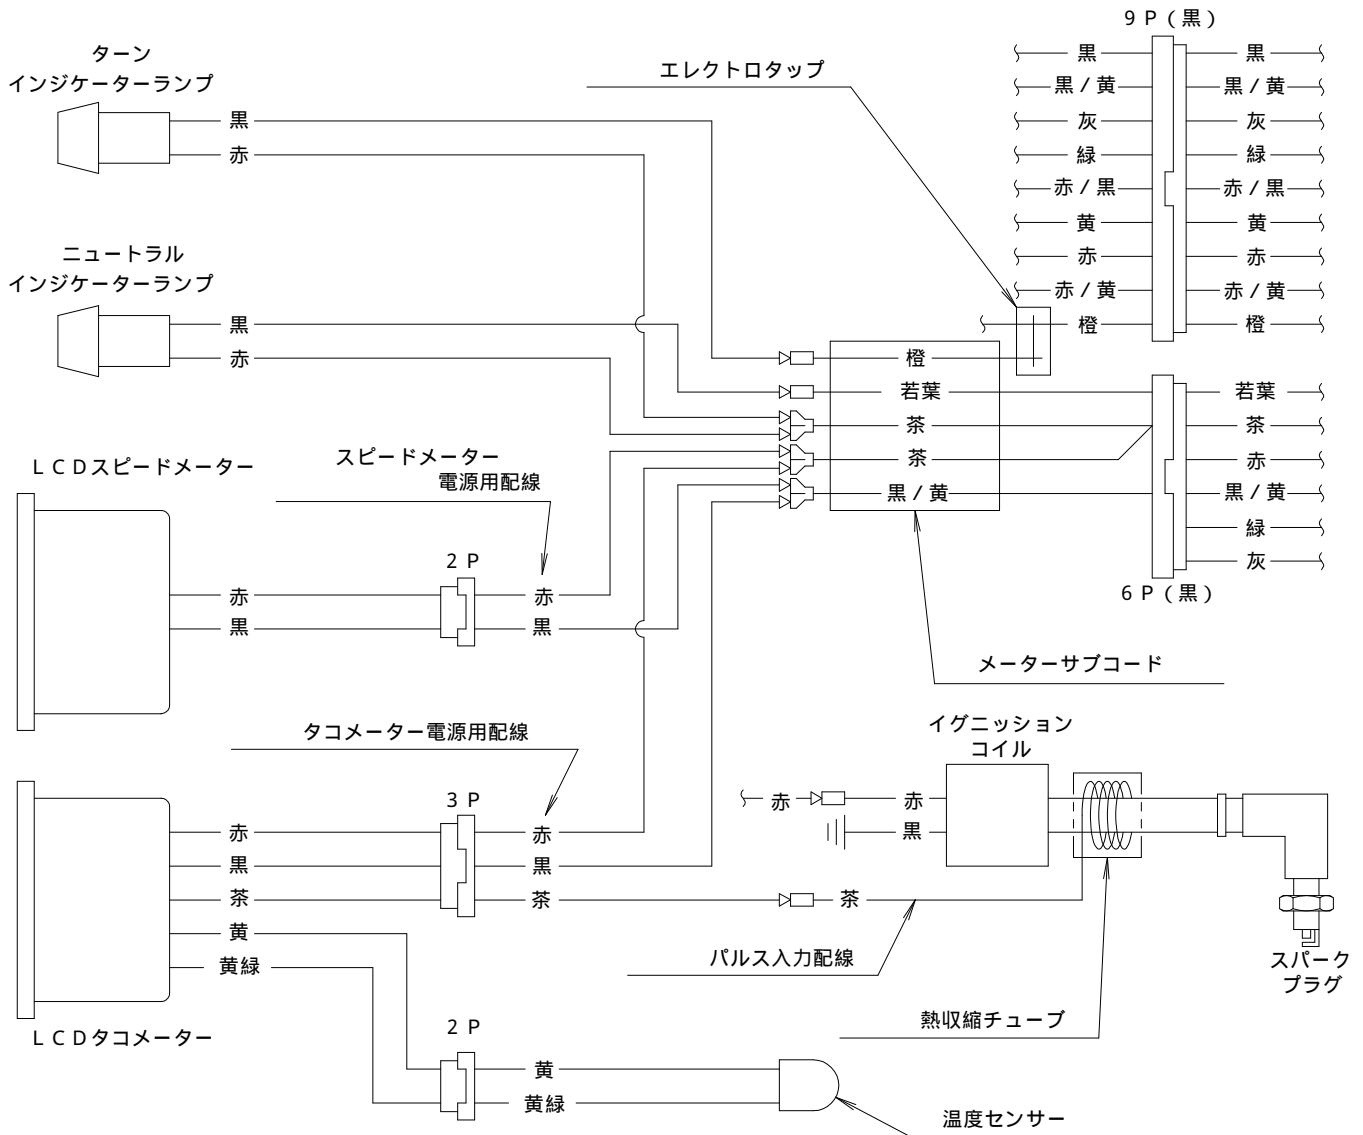 9P(黒)
ターン
インジケーターランプ
エレクトロタップ
黒 黒
黒/黄 黒/黄
黒 灰 灰
赤 緑 緑
赤/黒 赤/黒
黄 黄
ニュートラル
インジケーターランプ
赤 赤
赤/黄 赤/黄
黒 橙 橙
赤 橙
若葉 若葉
茶 茶
茶 赤
黒/黄 黒/黄
緑
灰
6P(黒)
LCDスピードメーター
スピードメーター
電源用配線
2P
赤 赤
黒 黒
メーターサブコード
タコメーター電源用配線
イグニッション
コイル
3P
赤 赤
赤 赤
黒
黒 黒
茶 茶 茶
黄
黄緑
パルス入力配線
スパーク
プラグ
熱収縮チューブ
LCDタコメーター
2P
黄
黄緑
温度センサー